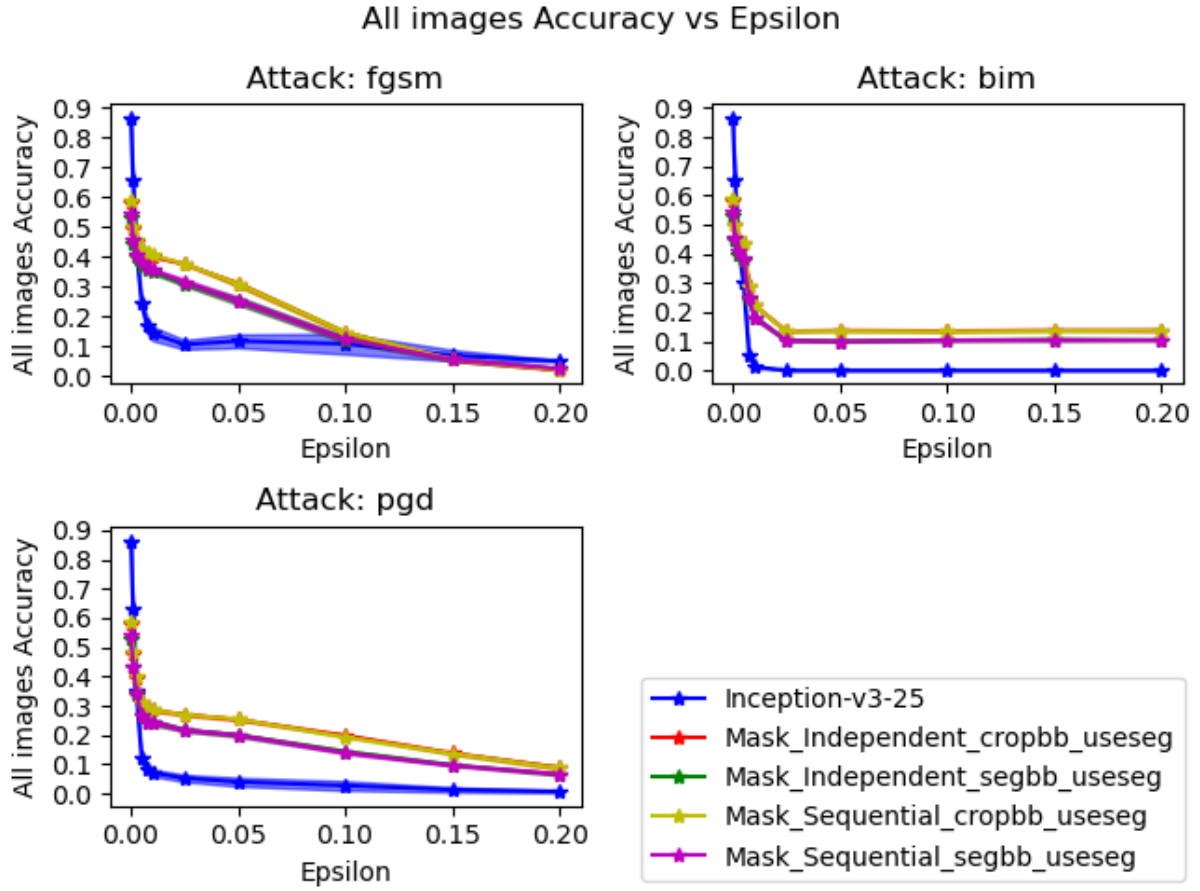 All images Accuracy vs Epsilon
Attack: fgsm
0.9
0.8
0.7
0.6
0.5
0.4
0.3
0.2
0.1
0.0
All images Accuracy
0.00 0.05 0.10 0.15 0.20
Epsilon
Attack: bim
0.9
0.8
0.7
0.6
0.5
0.4
0.3
0.2
0.1
0.0
All images Accuracy
0.00 0.05 0.10 0.15 0.20
Epsilon
Attack: pgd
0.9
0.8
0.7
0.6
0.5
0.4
0.3
0.2
0.1
0.0
All images Accuracy
0.00 0.05 0.10 0.15 0.20
Epsilon
Inception-v3-25
Mask_Independent_cropbb_useseg
Mask_Independent_segbb_useseg
Mask_Sequential_cropbb_useseg
Mask_Sequential_segbb_useseg